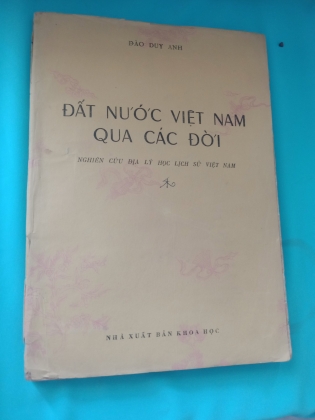 ĐÀO DUY ANH
ĐẤT NƯỚC VIỆT NAM
QUA CÁC ĐỜI
NGHIÊN CỨU ĐỊA LÝ HỌC LỊCH SỬ VIỆT NAM
NHÀ XUẤT BẢN KHOA HỌC